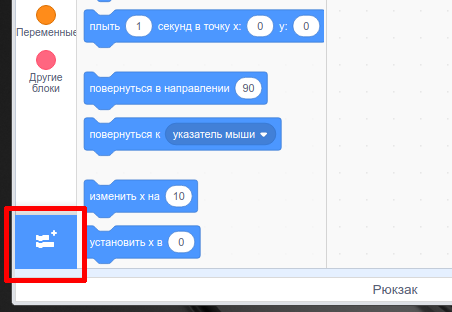 плыть 1 секунд в точку x: 0 y: 0
Переменные
Другие
блоки
повернуться в направлении 90
повернуться к указатель мыши
изменить x на 10
установить x в 0
Рюкзак